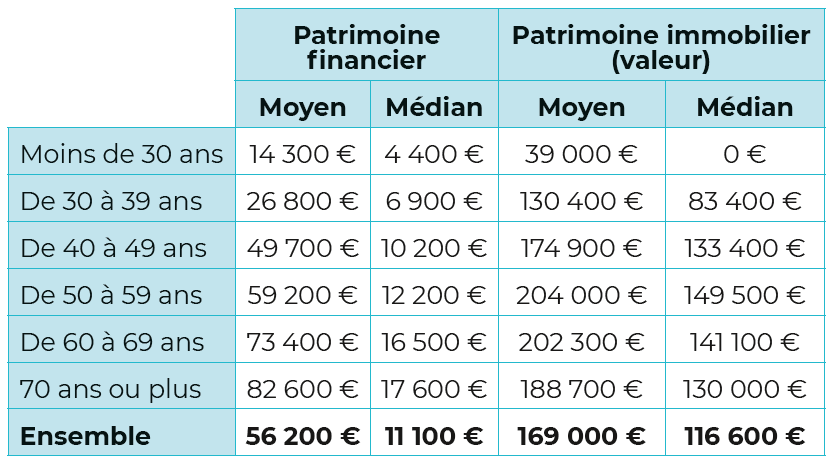 Patrimoine financier Patrimoine immobilier (valeur)
Moyen Médian Moyen Médian
Moins de 30 ans 14 300 € 4 400 € 39 000 € 0 €
De 30 à 39 ans 26 800 € 6 900 € 130 400 € 83 400 €
De 40 à 49 ans 49 700 € 10 200 € 174 900 € 133 400 €
De 50 à 59 ans 59 200 € 12 200 € 204 000 € 149 500 €
De 60 à 69 ans 73 400 € 16 500 € 202 300 € 141 100 €
70 ans ou plus 82 600 € 17 600 € 188 700 € 130 000 €
Ensemble 56 200 € 11 100 € 169 000 € 116 600 €